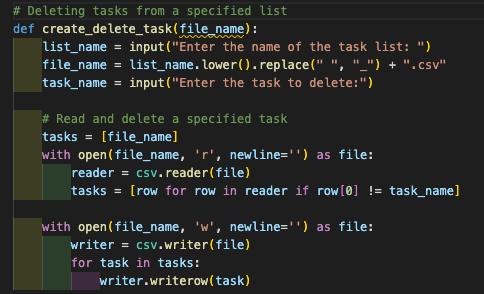 # Deleting tasks from a specified list
def create_delete_task(file_name):
    list_name = input("Enter the name of the task list: ")
    file_name = list_name.lower().replace(" ", "_") + ".csv"
    task_name = input("Enter the task to delete:")

    # Read and delete a specified task
    tasks = [file_name]
    with open(file_name, 'r', newline='') as file:
        reader = csv.reader(file)
        tasks = [row for row in reader if row[0] != task_name]

    with open(file_name, 'w', newline='') as file:
        writer = csv.writer(file)
        for task in tasks:
            writer.writerow(task)